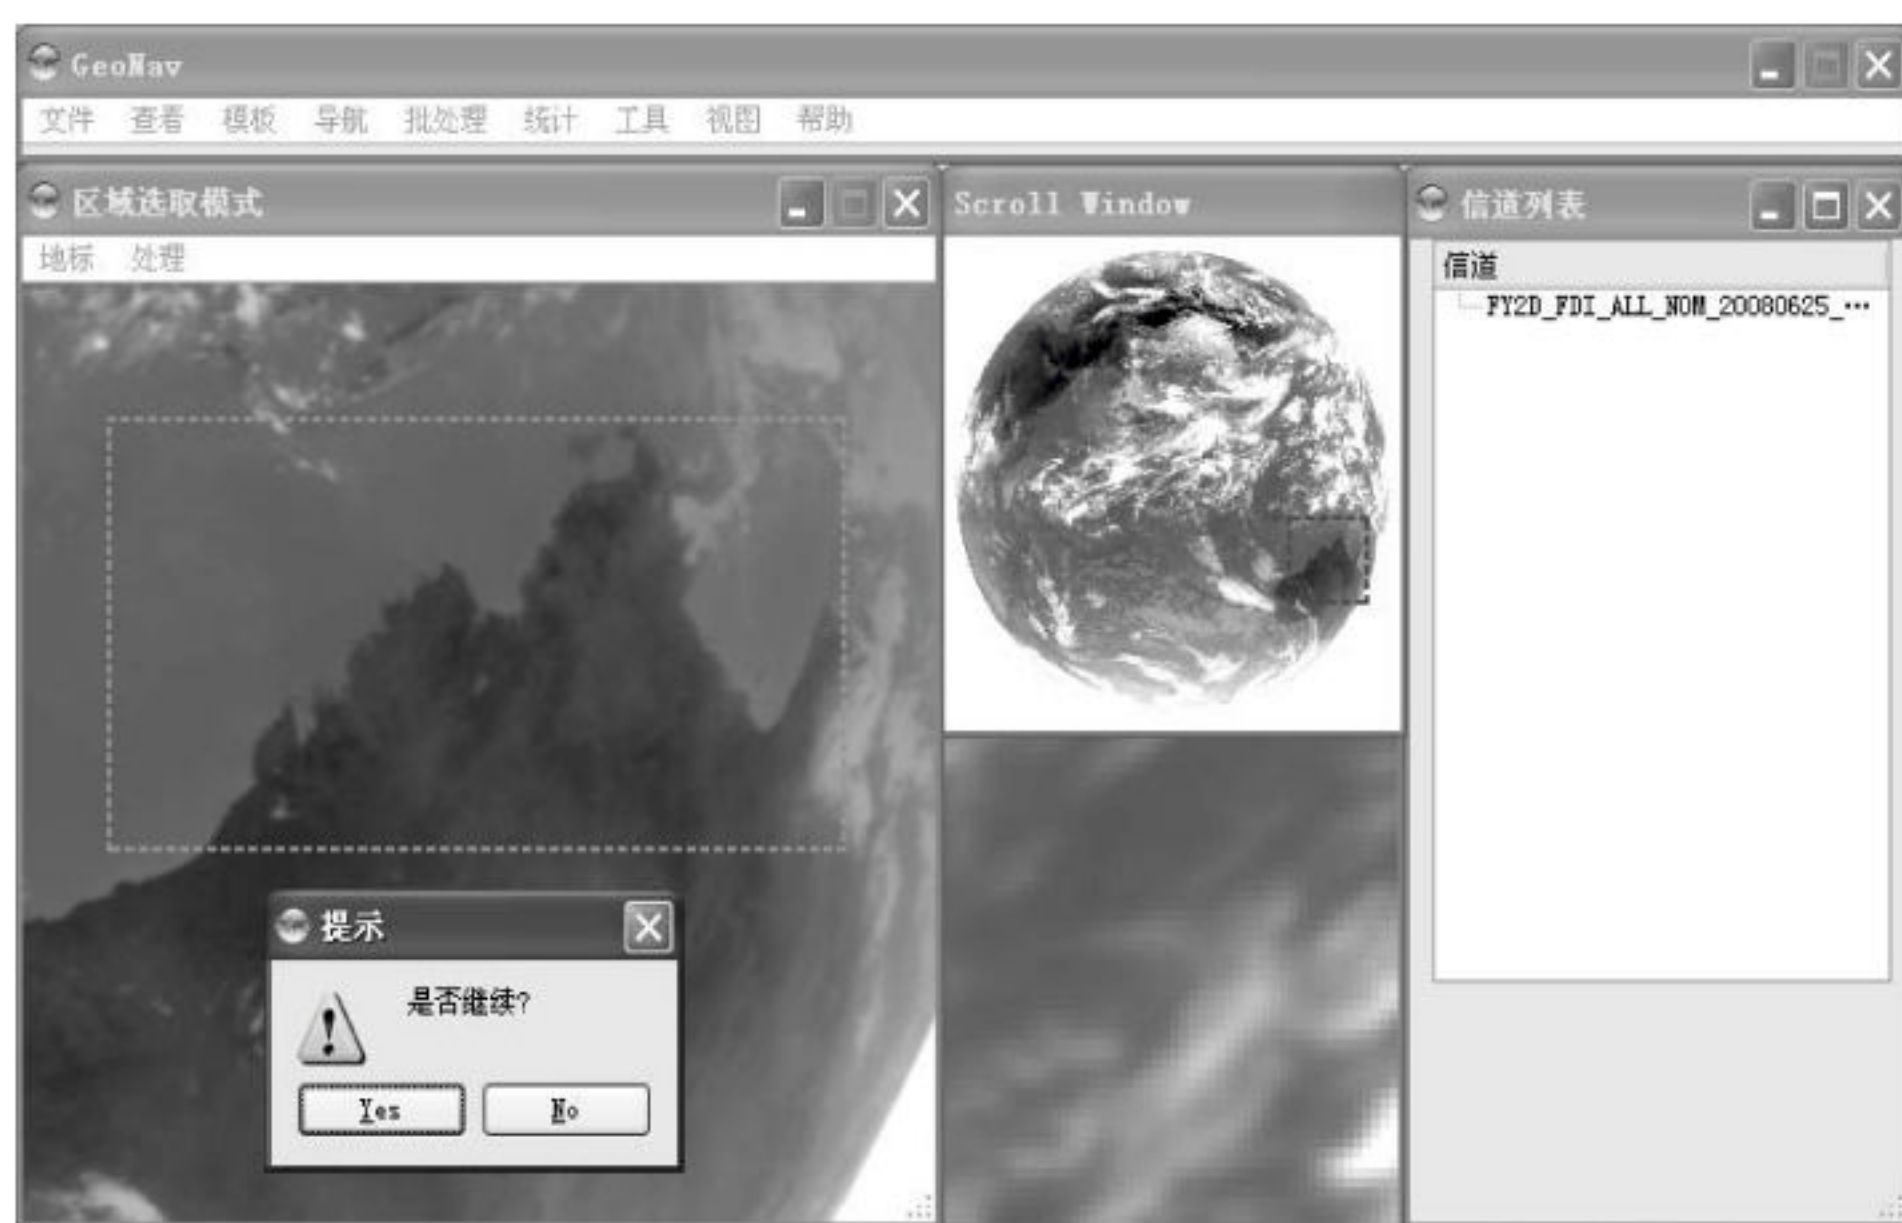 GeoNav
文件 查看 模板 导航 批处理 统计 工具 视图 帮助
区域选取模式
地标 处理
Scroll Window
信道列表
信道
FY2D_FDI_ALL_NOM_20080625_...
提示
是否继续?
Yes No